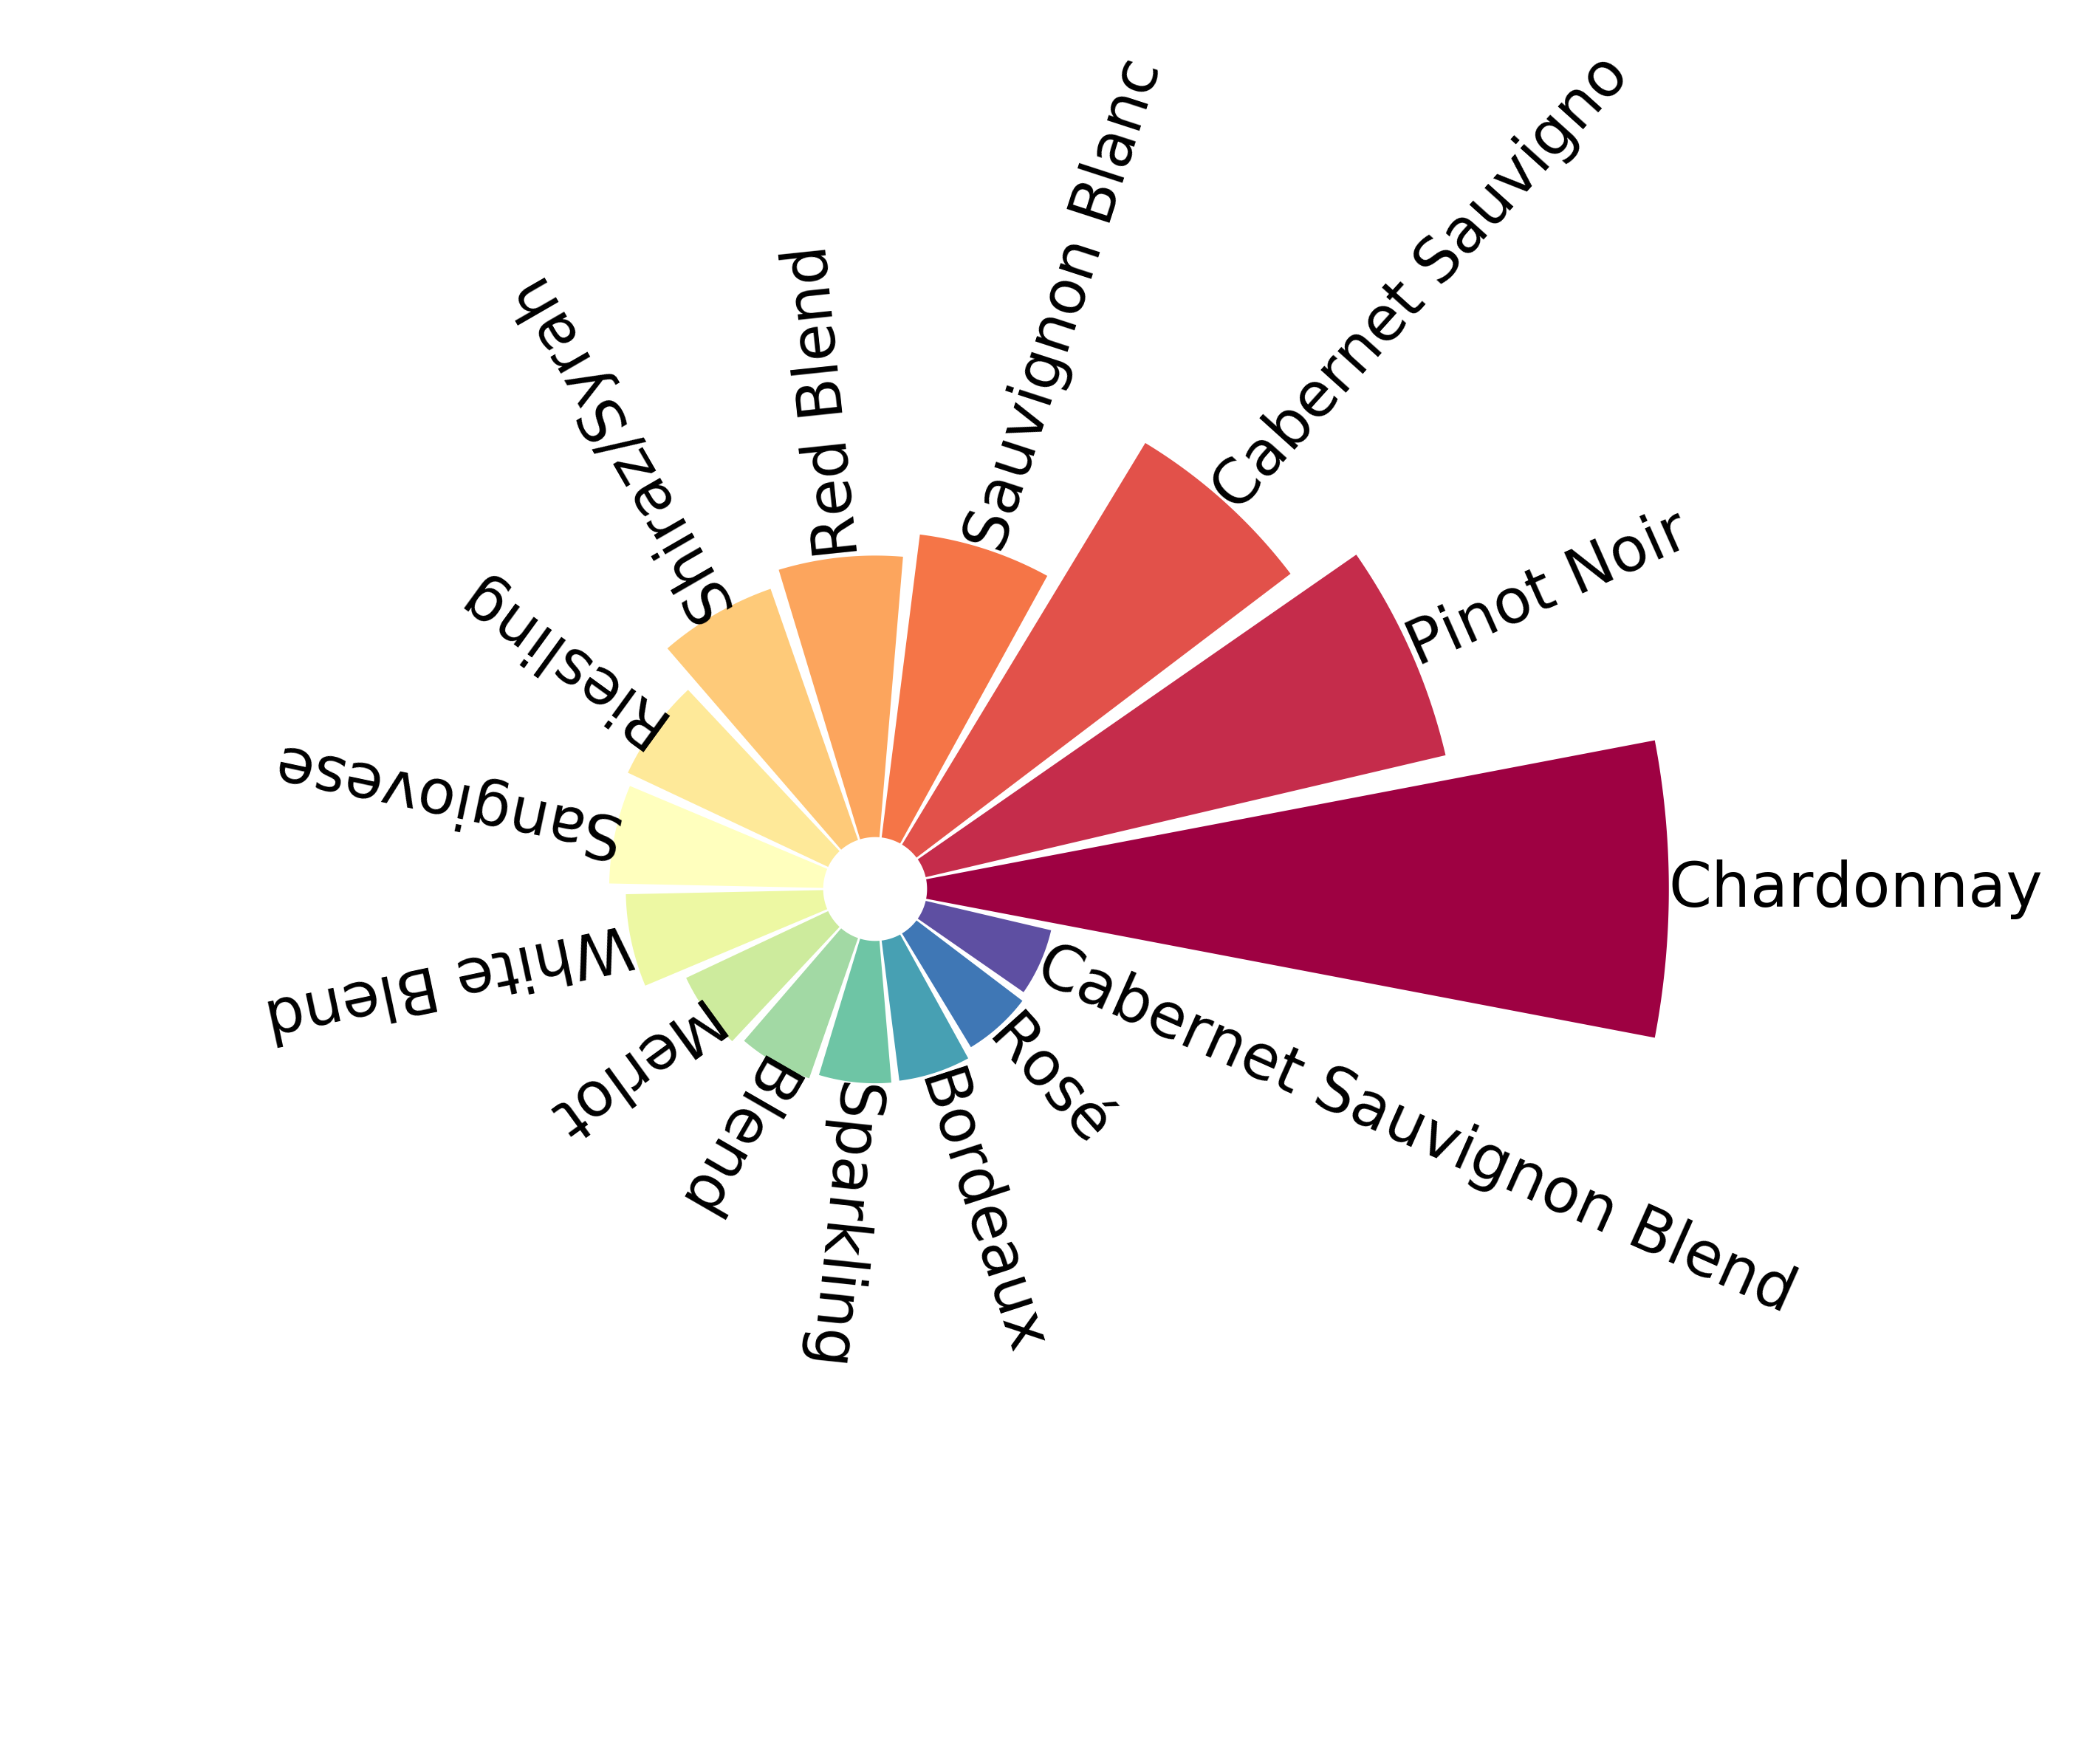 Chardonnay
Pinot Noir
Cabernet Sauvigno
Sauvignon Blanc
Red Blend
Shiraz/Syrah
Riesling
Sangiovese
White Blend
Merlot
Blend
Sparkling
Bordeaux
Rosé
Cabernet Sauvignon Blend